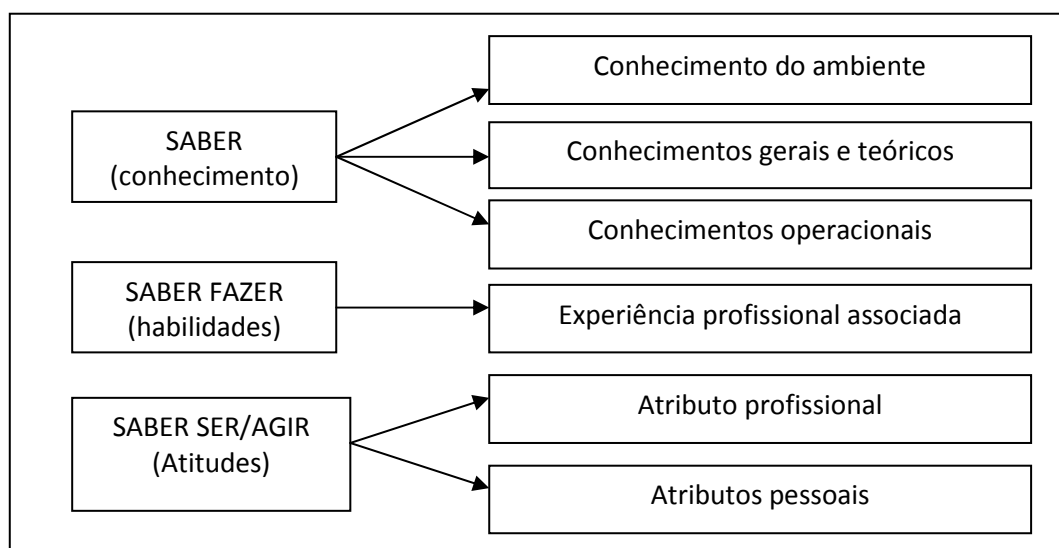 SABER
(conhecimento)
Conhecimento do ambiente
Conhecimentos gerais e teóricos
Conhecimentos operacionais
SABER FAZER
(habilidades)
Experiência profissional associada
SABER SER/AGIR
(Atitudes)
Atributo profissional
Atributos pessoais